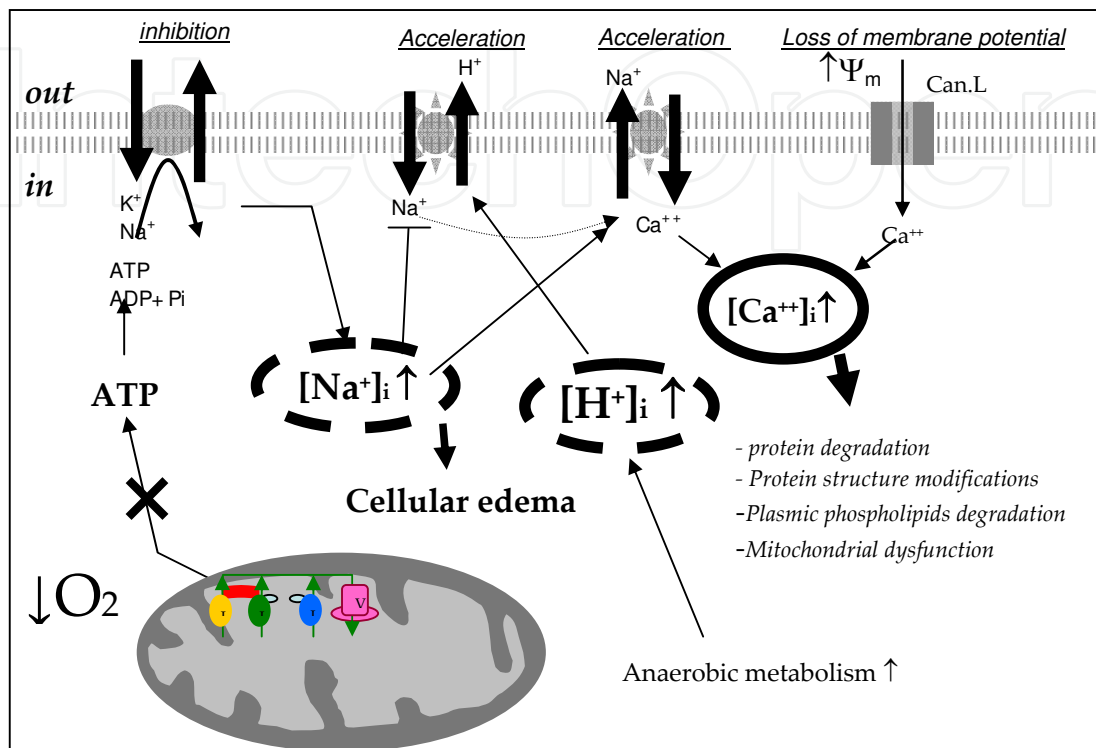 inhibition
Acceleration
Acceleration
Loss of membrane potential
H⁺
Na⁺
↑Ψm
Can.L
out
in
K⁺
Na⁺
Na⁺
Ca⁺⁺
Ca⁺⁺
ATP
ADP+ Pi
[Ca⁺⁺]i↑
ATP
[Na⁺]i↑
[H⁺]i ↑
Cellular edema
- protein degradation
- Protein structure modifications
-Plasmic phospholipids degradation
-Mitochondrial dysfunction
↓O₂
V
Anaerobic metabolism ↑
IntechOpen